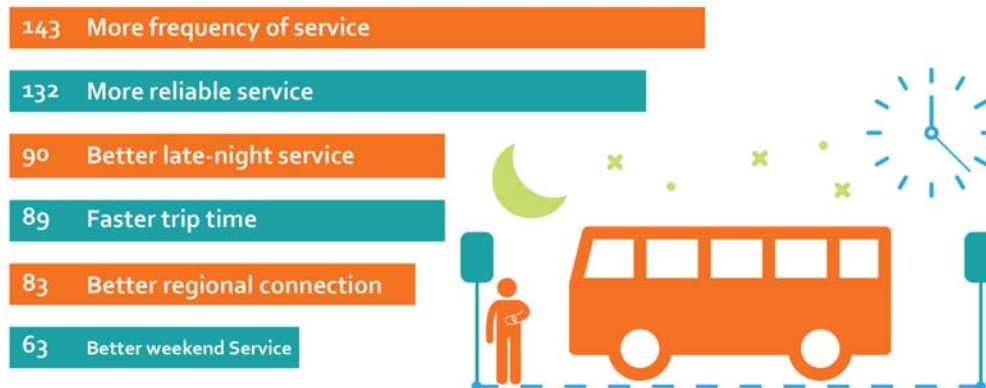 143 More frequency of service
132 More reliable service
90 Better late-night service
89 Faster trip time
83 Better regional connection
63 Better weekend Service